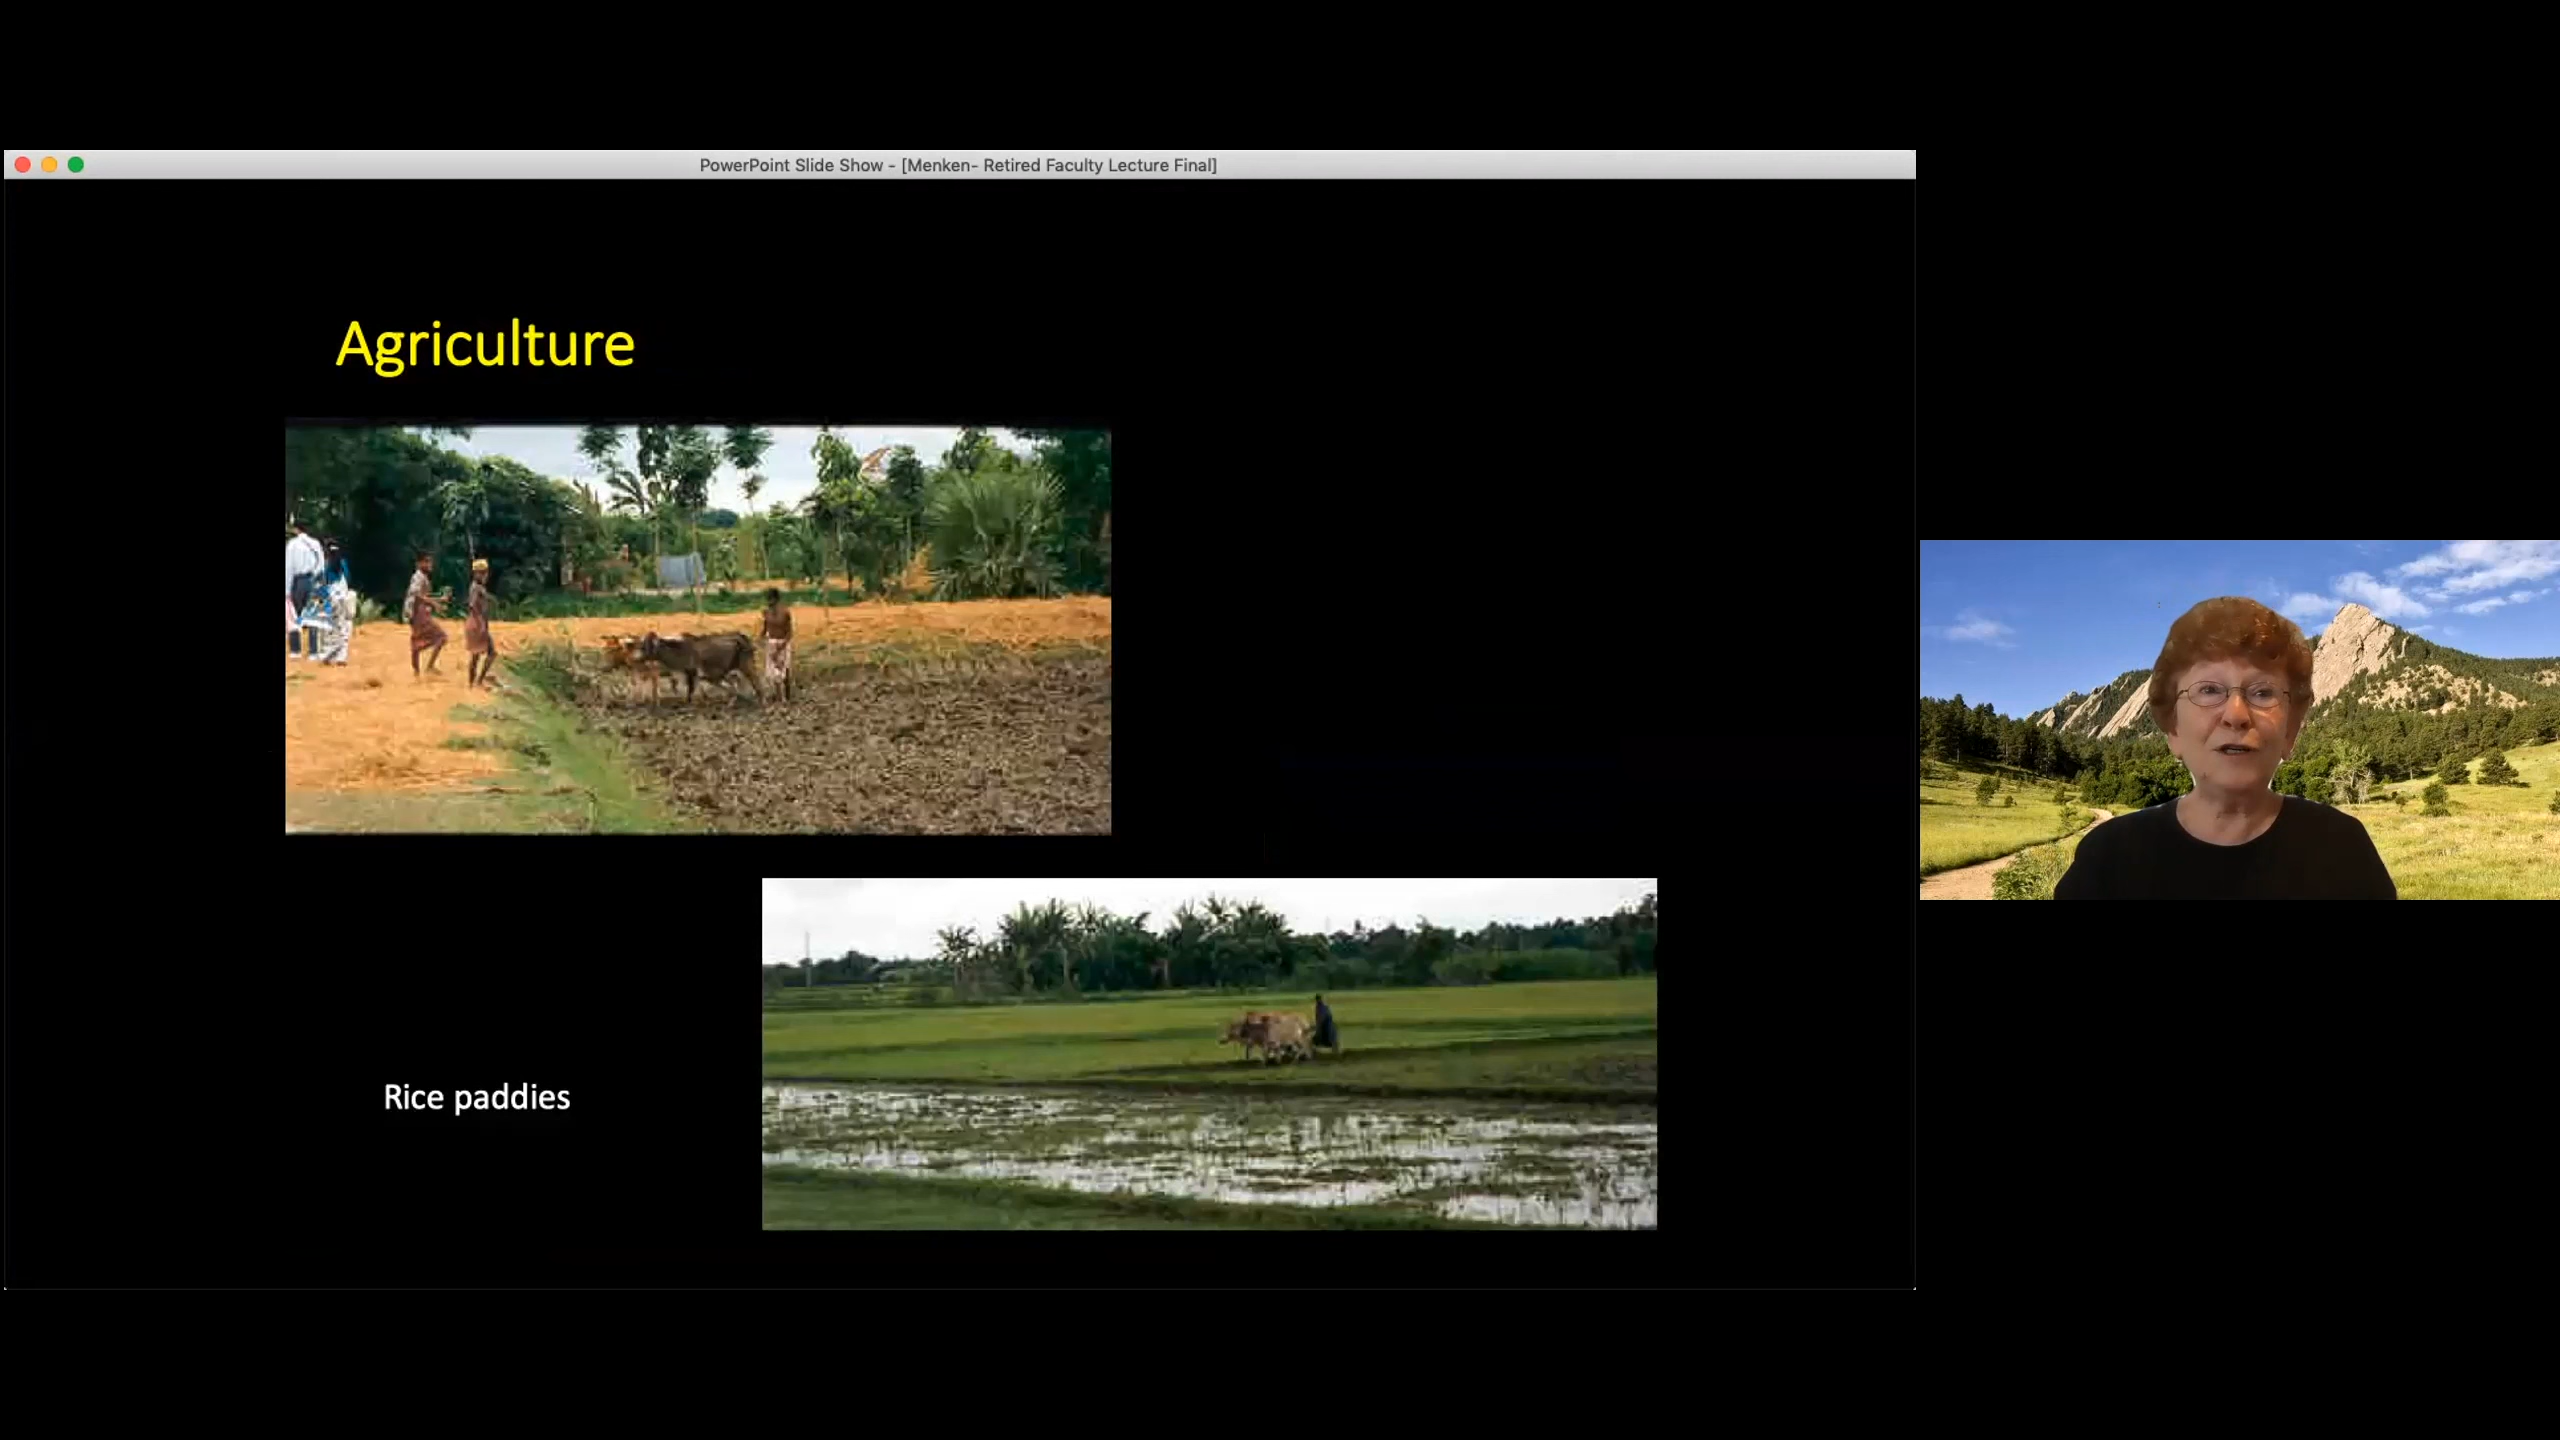 PowerPoint Slide Show - [Menken- Retired Faculty Lecture Final]
Agriculture
Rice paddies